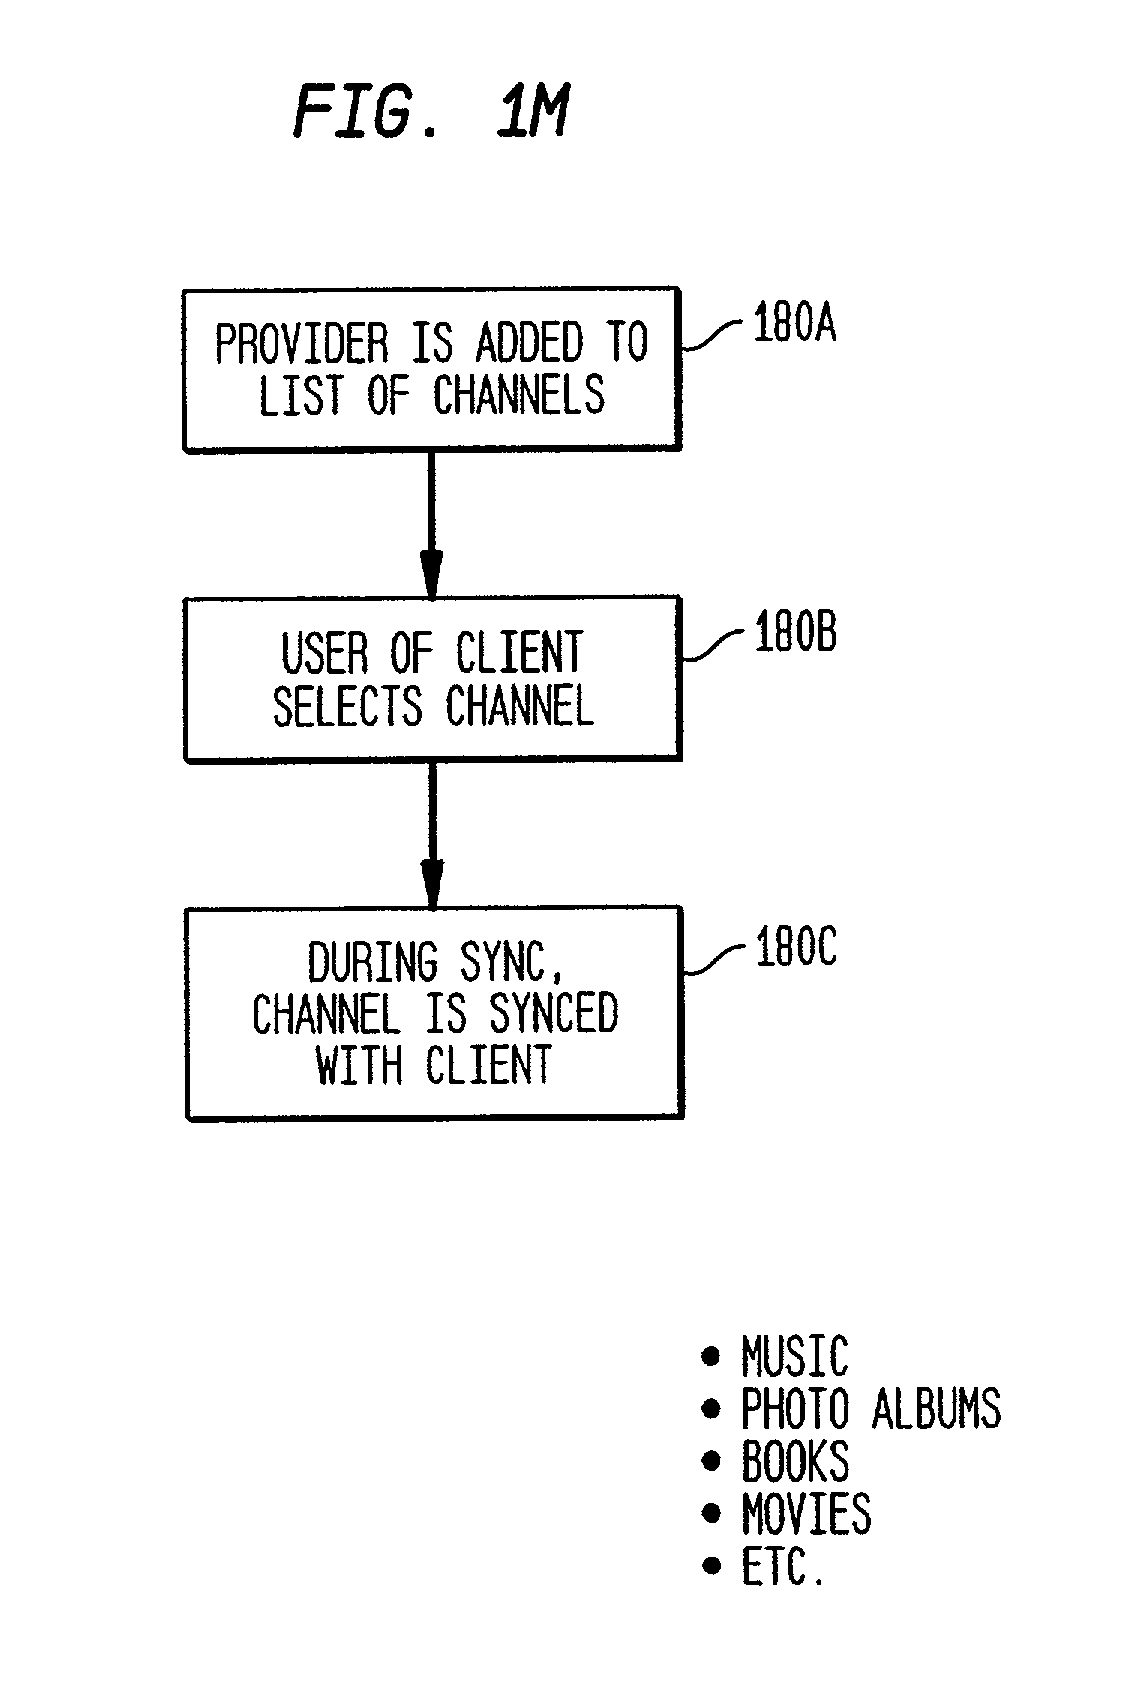 FIG. 1M
PROVIDER IS ADDED TO
LIST OF CHANNELS
180A
USER OF CLIENT
SELECTS CHANNEL
180B
DURING SYNC,
CHANNEL IS SYNCED
WITH CLIENT
180C
• MUSIC
• PHOTO ALBUMS
• BOOKS
• MOVIES
• ETC.